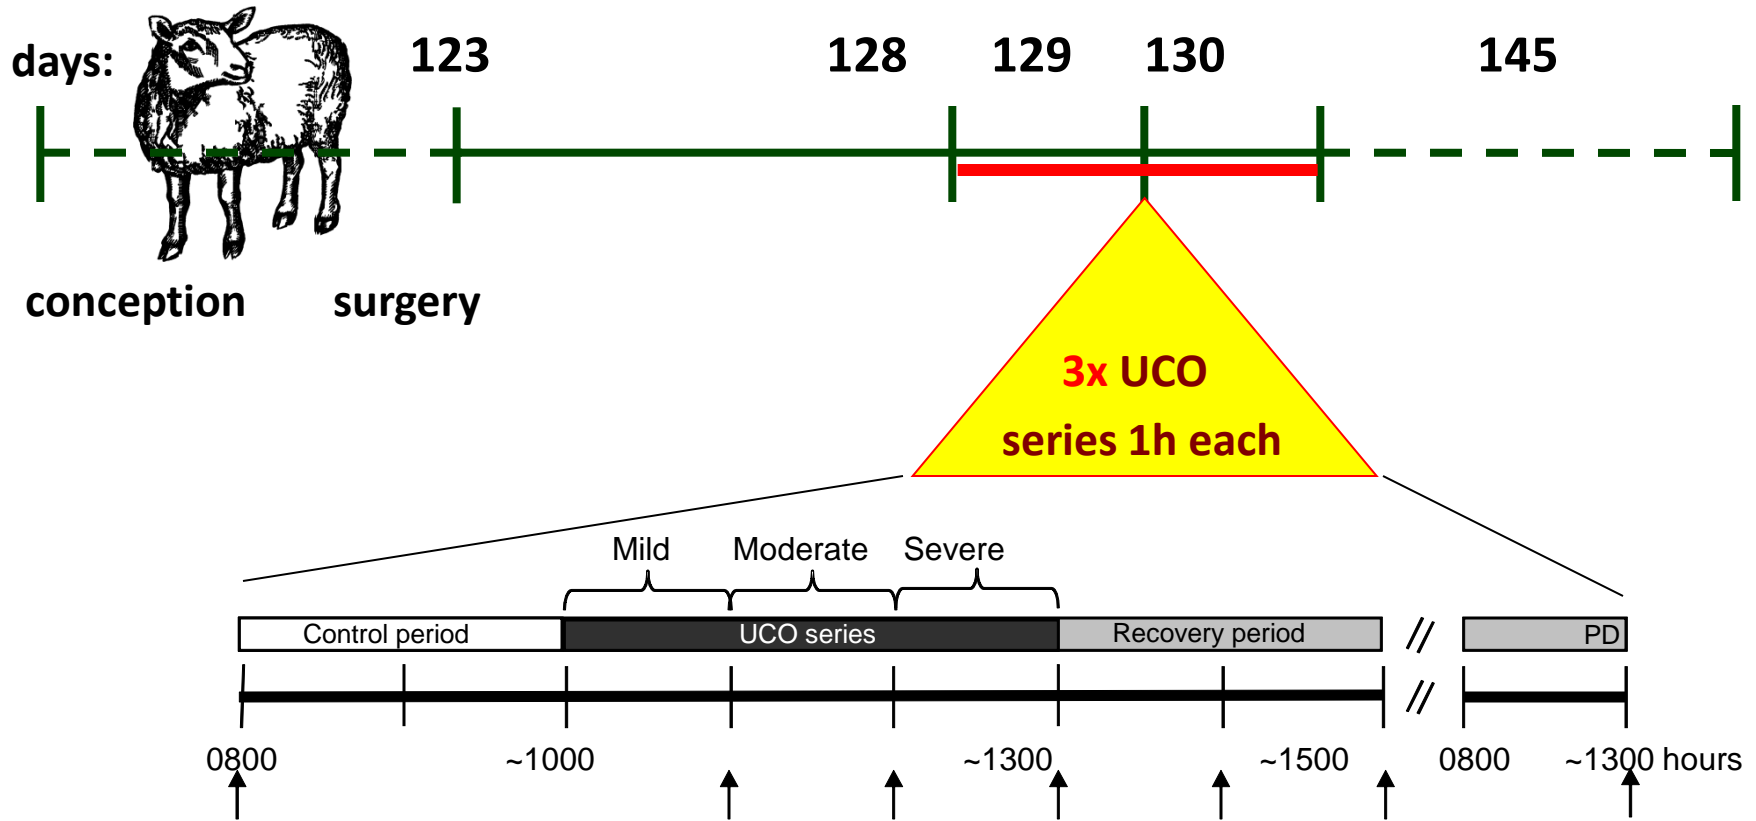 days:
123
128
129
130
145
conception
surgery
3x UCO
series 1h each
Mild
Moderate
Severe
Control period
UCO series
Recovery period
//
PD
//
0800
~1000
~1300
~1500
0800
~1300 hours